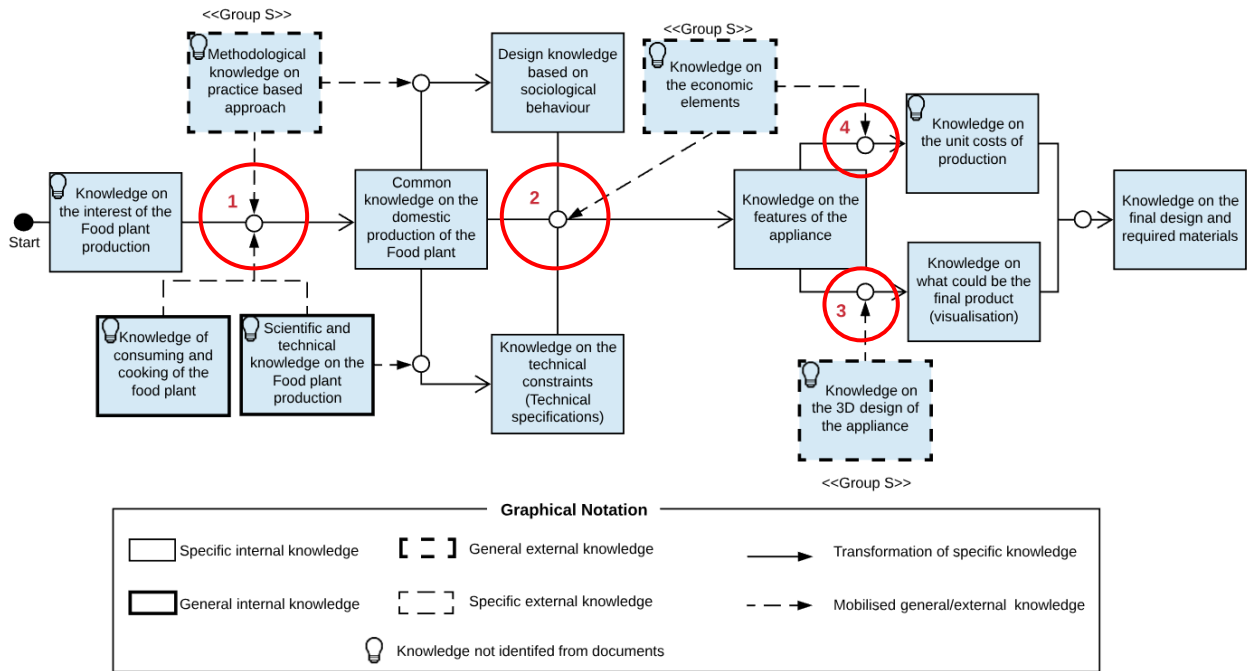 <<Group S>>
Methodological
knowledge on
practice based
approach
Design knowledge
based on
sociological
behaviour
<<Group S>>
Knowledge on
the economic
elements
4
Knowledge on
the unit costs of
production
Start
Knowledge on
the interest of the
Food plant
production
1
Common
knowledge on the
domestic
production of the
Food plant
2
Knowledge on the
features of the
appliance
Knowledge on
the final design and
required materials
3
Knowledge on
what could be the
final product
(visualisation)
Knowledge of
consuming and
cooking of the
food plant
Scientific and
technical
knowledge on the
Food plant
production
Knowledge on the
technical
constraints
(Technical
specifications)
Knowledge on
the 3D design of
the appliance
<<Group S>>
Graphical Notation
Specific internal knowledge
General external knowledge
Transformation of specific knowledge
General internal knowledge
Specific external knowledge
Mobilised general/external knowledge
Knowledge not identifed from documents